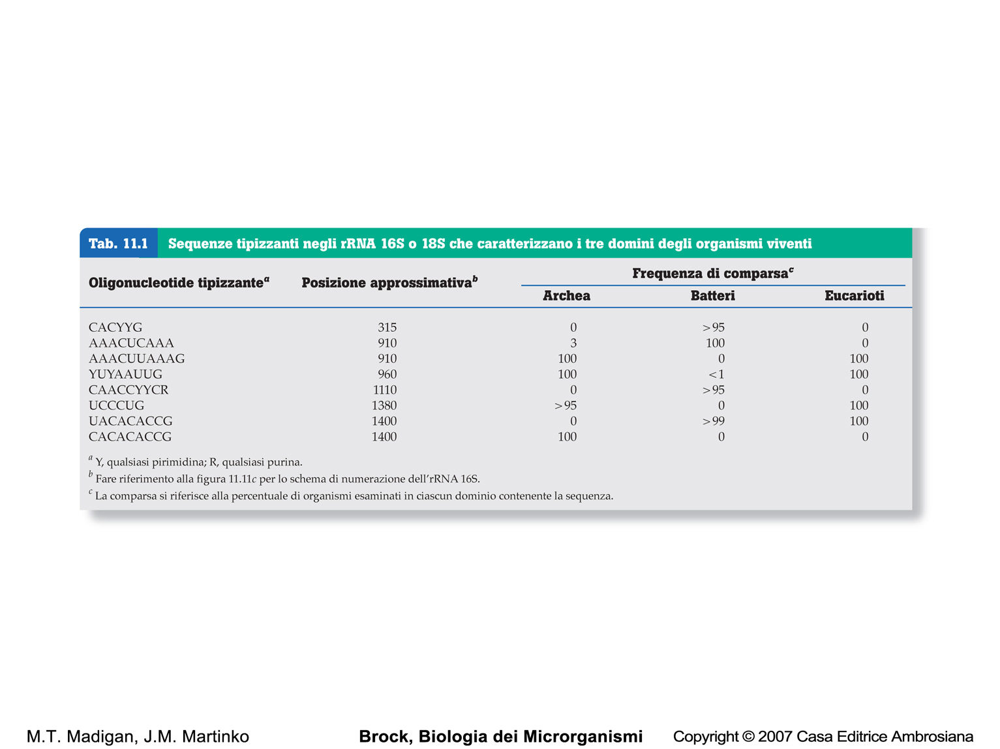 Tab. 11.1 Sequenze tipizzanti negli rRNA 16S o 18S che caratterizzano i tre domini degli organismi viventi
Oligonucleotide tipizzante^a Posizione approssimativa^b Frequenza di comparsa^c
Archea Batteri Eucarioti
CACYYG 315 0 >95 0
AAACUCAAA 910 3 100 0
AAACUUAAAG 910 100 0 100
YUYAAUUG 960 100 <1 100
CAACCYYCR 1110 0 >95 0
UCCCUG 1380 >95 0 100
UACACACCG 1400 0 >99 100
CACACACCG 1400 100 0 0
^a Y, qualsiasi pirimidina; R, qualsiasi purina.
^b Fare riferimento alla figura 11.11c per lo schema di numerazione dell'rRNA 16S.
^c La comparsa si riferisce alla percentuale di organismi esaminati in ciascun dominio contenente la sequenza.
M.T. Madigan, J.M. Martinko Brock, Biologia dei Microrganismi Copyright © 2007 Casa Editrice Ambrosiana